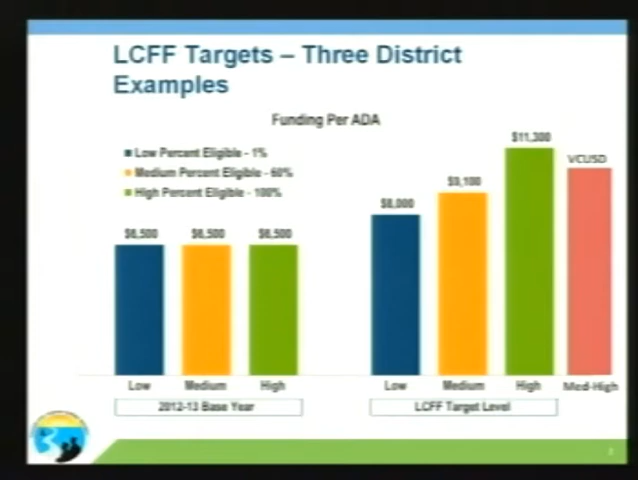 LCFF Targets – Three District
Examples
Funding Per ADA
Low Percent Eligible - 1%
Medium Percent Eligible - 60%
High Percent Eligible - 100%
$6,500 $6,500 $6,500
$8,000 $9,100 $11,300 VCUSD
Low Medium High
Low Medium High Med-High
2012-13 Base Year
LCFF Target Level